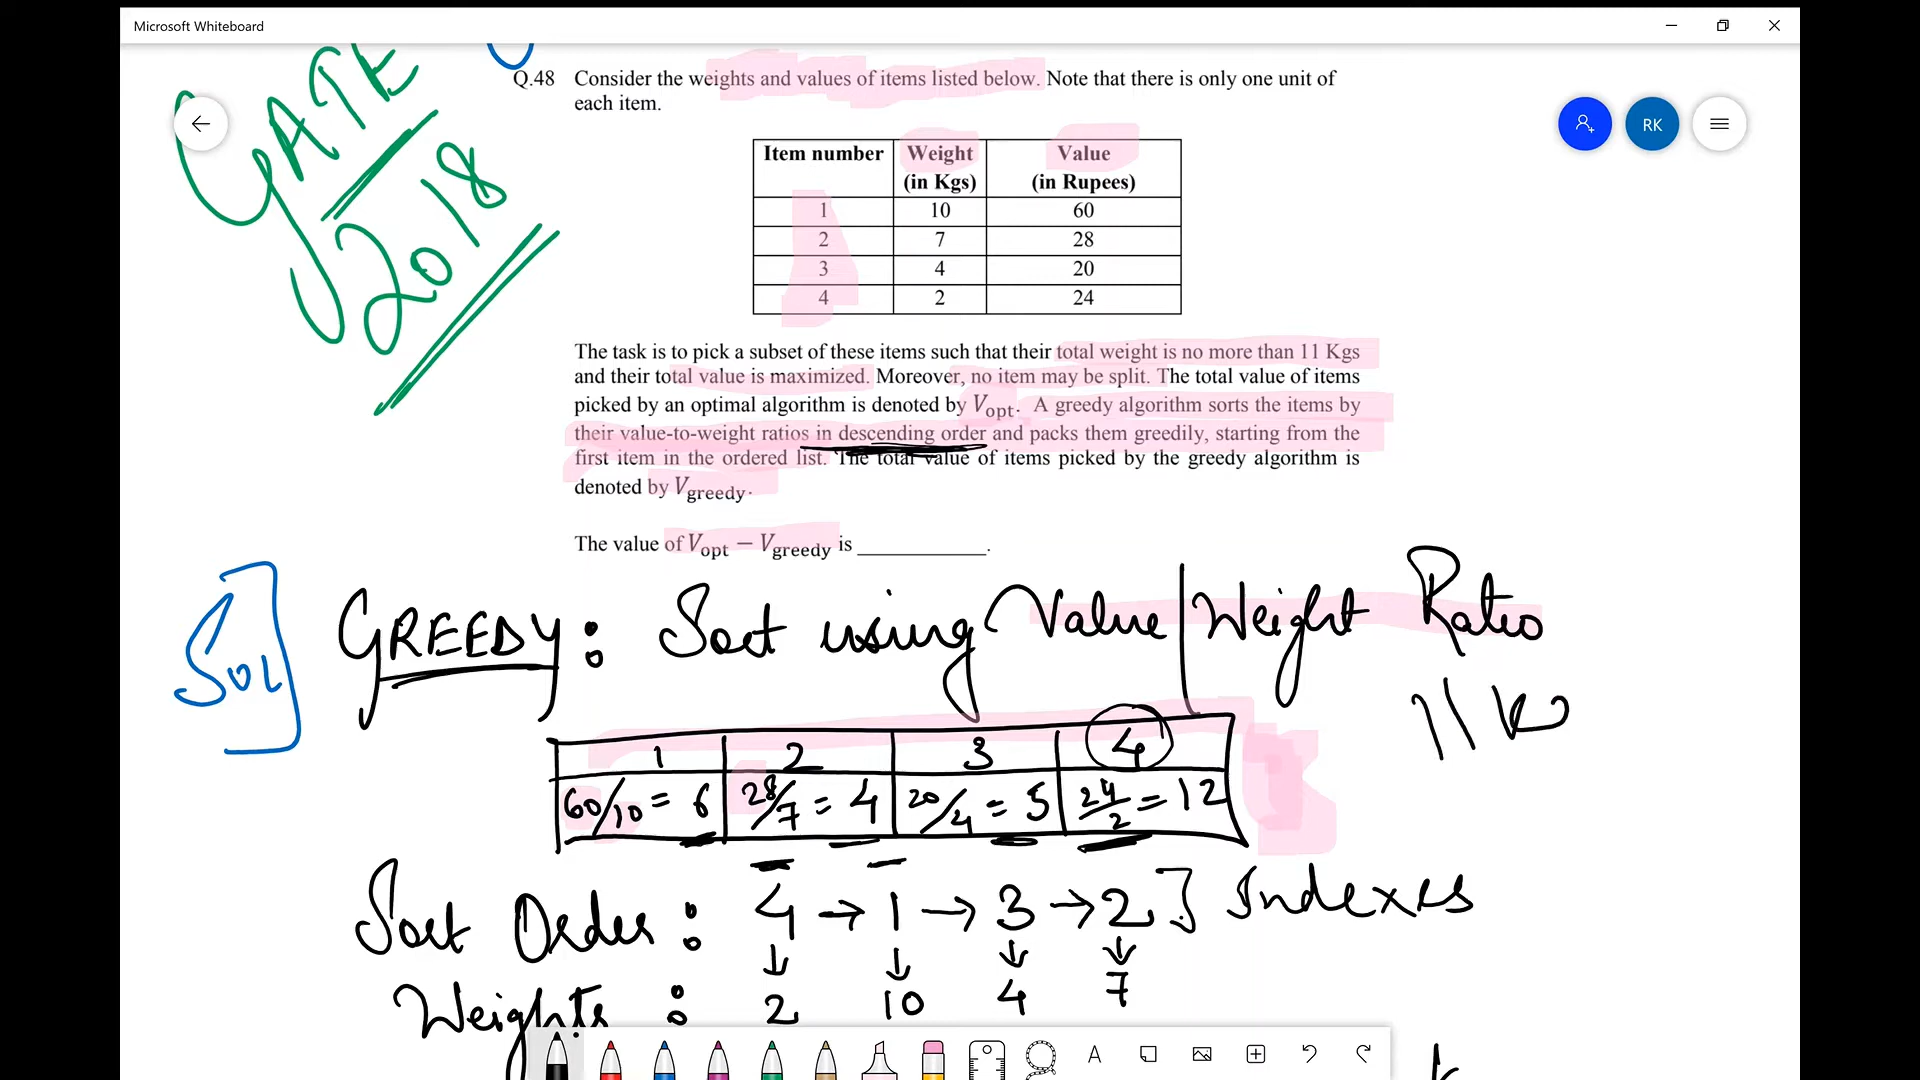 Microsoft Whiteboard
GATE
2018
RK
Q.48 Consider the weights and values of items listed below. Note that there is only one unit of
each item.
Item number Weight (in Kgs) Value (in Rupees)
1 10 60
2 7 28
3 4 20
4 2 24
The task is to pick a subset of these items such that their total weight is no more than 11 Kgs
and their total value is maximized. Moreover, no item may be split. The total value of items
picked by an optimal algorithm is denoted by Vopt. A greedy algorithm sorts the items by
their value-to-weight ratios in descending order and packs them greedily, starting from the
first item in the ordered list. The total value of items picked by the greedy algorithm is
denoted by Vgreedy.
The value of Vopt − Vgreedy is ____________.
SOL
GREEDY: Sort using Value/Weight Ratio
11
1 2 3 4
60/10 = 6 28/7 = 4 20/4 = 5 24/2 = 12
Sort Order: 4 → 1 → 3 → 2 ] Indexes
↓ ↓ ↓ ↓
Weights : 2 10 4 7